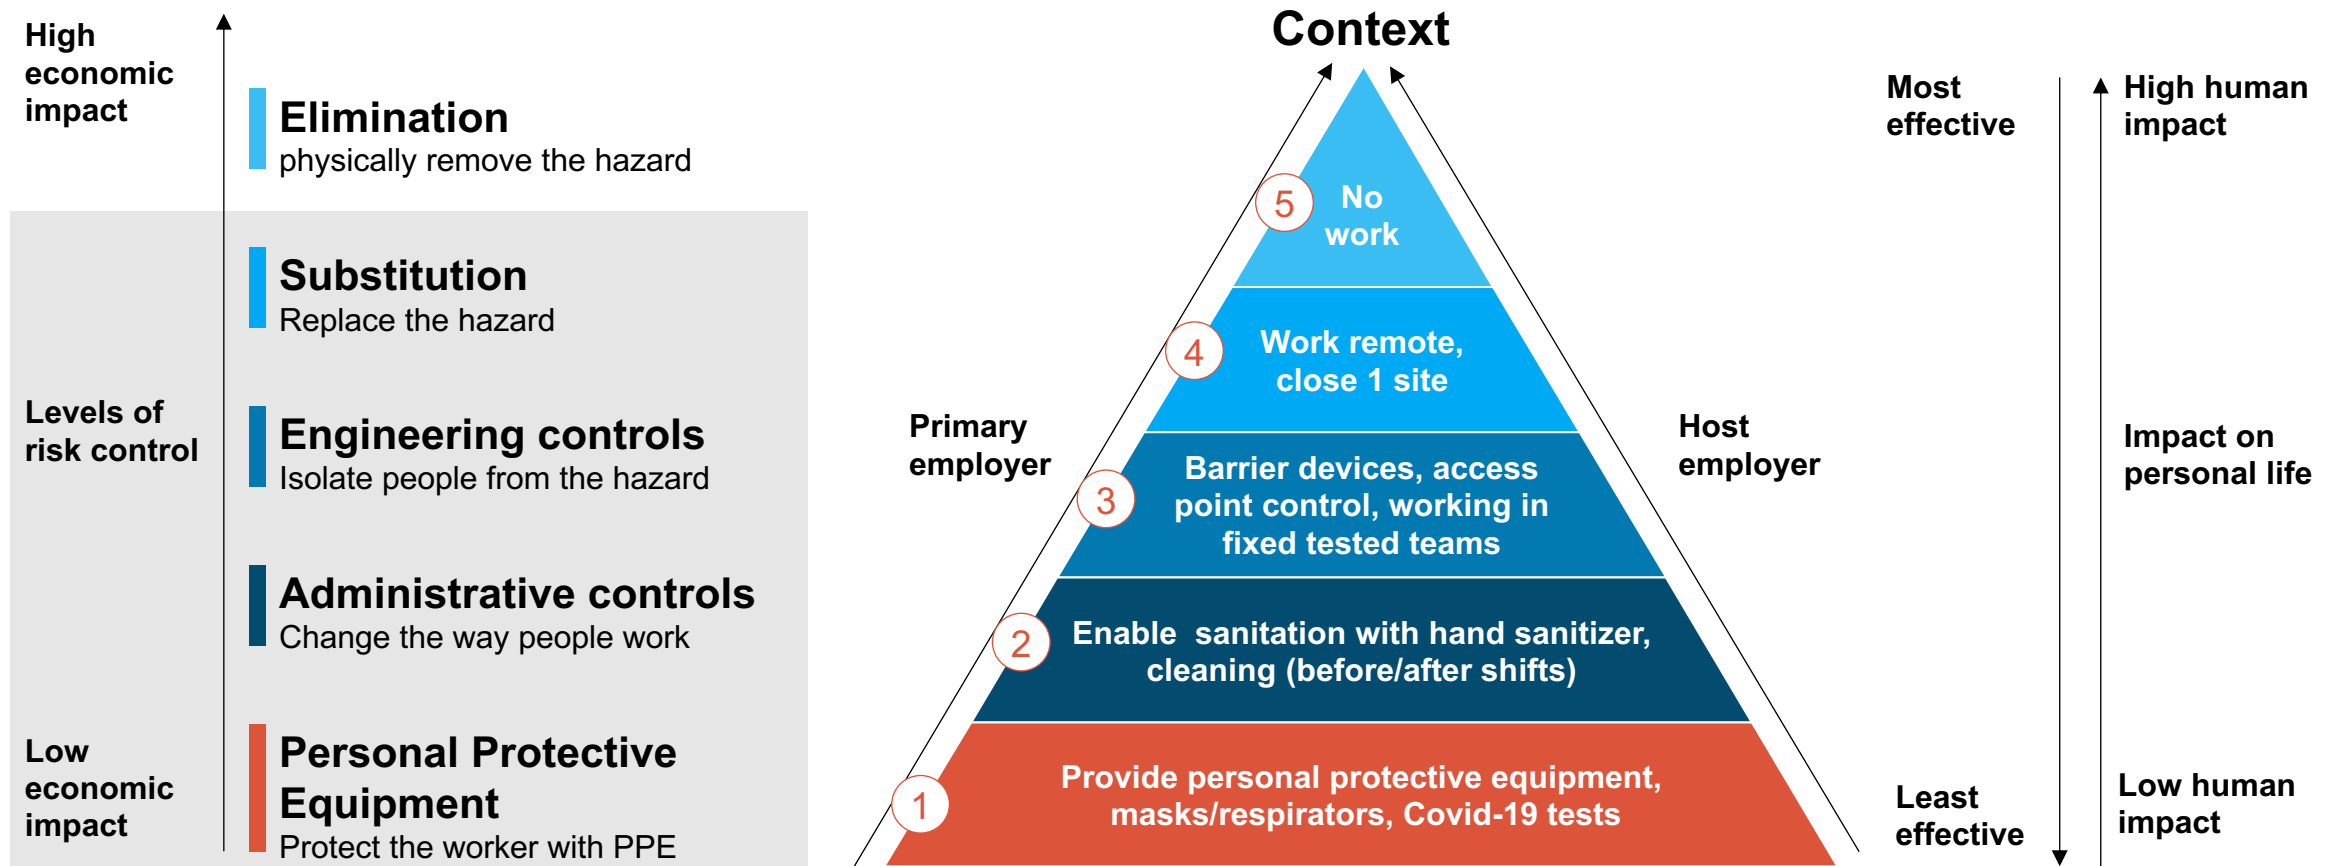 High
economic
impact
Elimination
physically remove the hazard
Substitution
Replace the hazard
Levels of
risk control
Engineering controls
Isolate people from the hazard
Administrative controls
Change the way people work
Low
economic
impact
Personal Protective
Equipment
Protect the worker with PPE
Context
5
No
work
4
Work remote,
close 1 site
Primary
employer
Host
employer
3
Barrier devices, access
point control, working in
fixed tested teams
2
Enable  sanitation with hand sanitizer,
cleaning (before/after shifts)
1
Provide personal protective equipment,
masks/respirators, Covid-19 tests
Most
effective
Least
effective
High human
impact
Impact on
personal life
Low human
impact